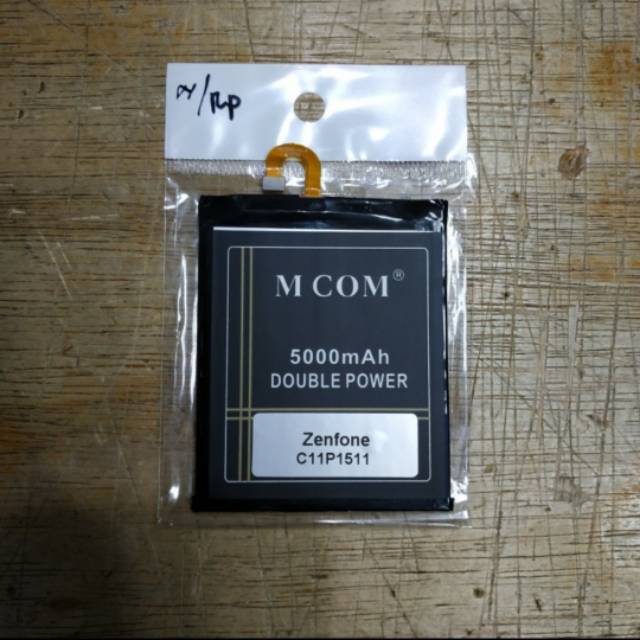 M COM®
5000mAh
DOUBLE POWER
Zenfone
C11P1511